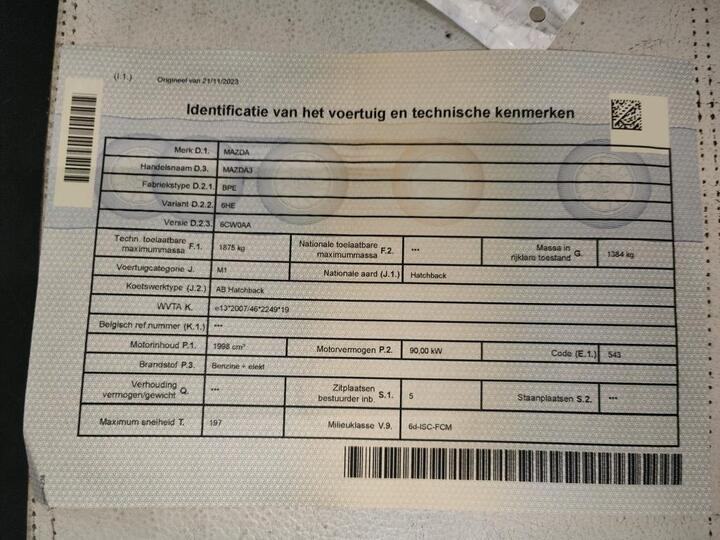 (I.1.) Origineel van 21/11/2023
Identificatie van het voertuig en technische kenmerken
Merk D.1. MAZDA
Handelsnaam D.3. MAZDA3
Fabriekstype D.2.1. BPE
Variant D.2.2. 6HE
Versie D.2.3. 6CW0AA
Techn. toelaatbare maximummassa F.1. 1875 kg Nationale toelaatbare maximummassa F.2. *** Massa in rijklare toestand G. 1384 kg
Voertuigcategorie J. M1 Nationale aard (J.1.) Hatchback
Koetswerktype (J.2.) AB Hatchback
WVTA K. e13*2007/46*2249*19
Belgisch ref.nummer (K.1.) ***
Motorinhoud P.1. 1998 cm³ Motorvermogen P.2. 90,00 kW Code (E.1.) 543
Brandstof P.3. Benzine + elekt
Verhouding vermogen/gewicht Q. *** Zitplaatsen bestuurder inb. S.1. 5 Staanplaatsen S.2. ***
Maximum snelheid T. 197 Milieuklasse V.9. 6d-ISC-FCM